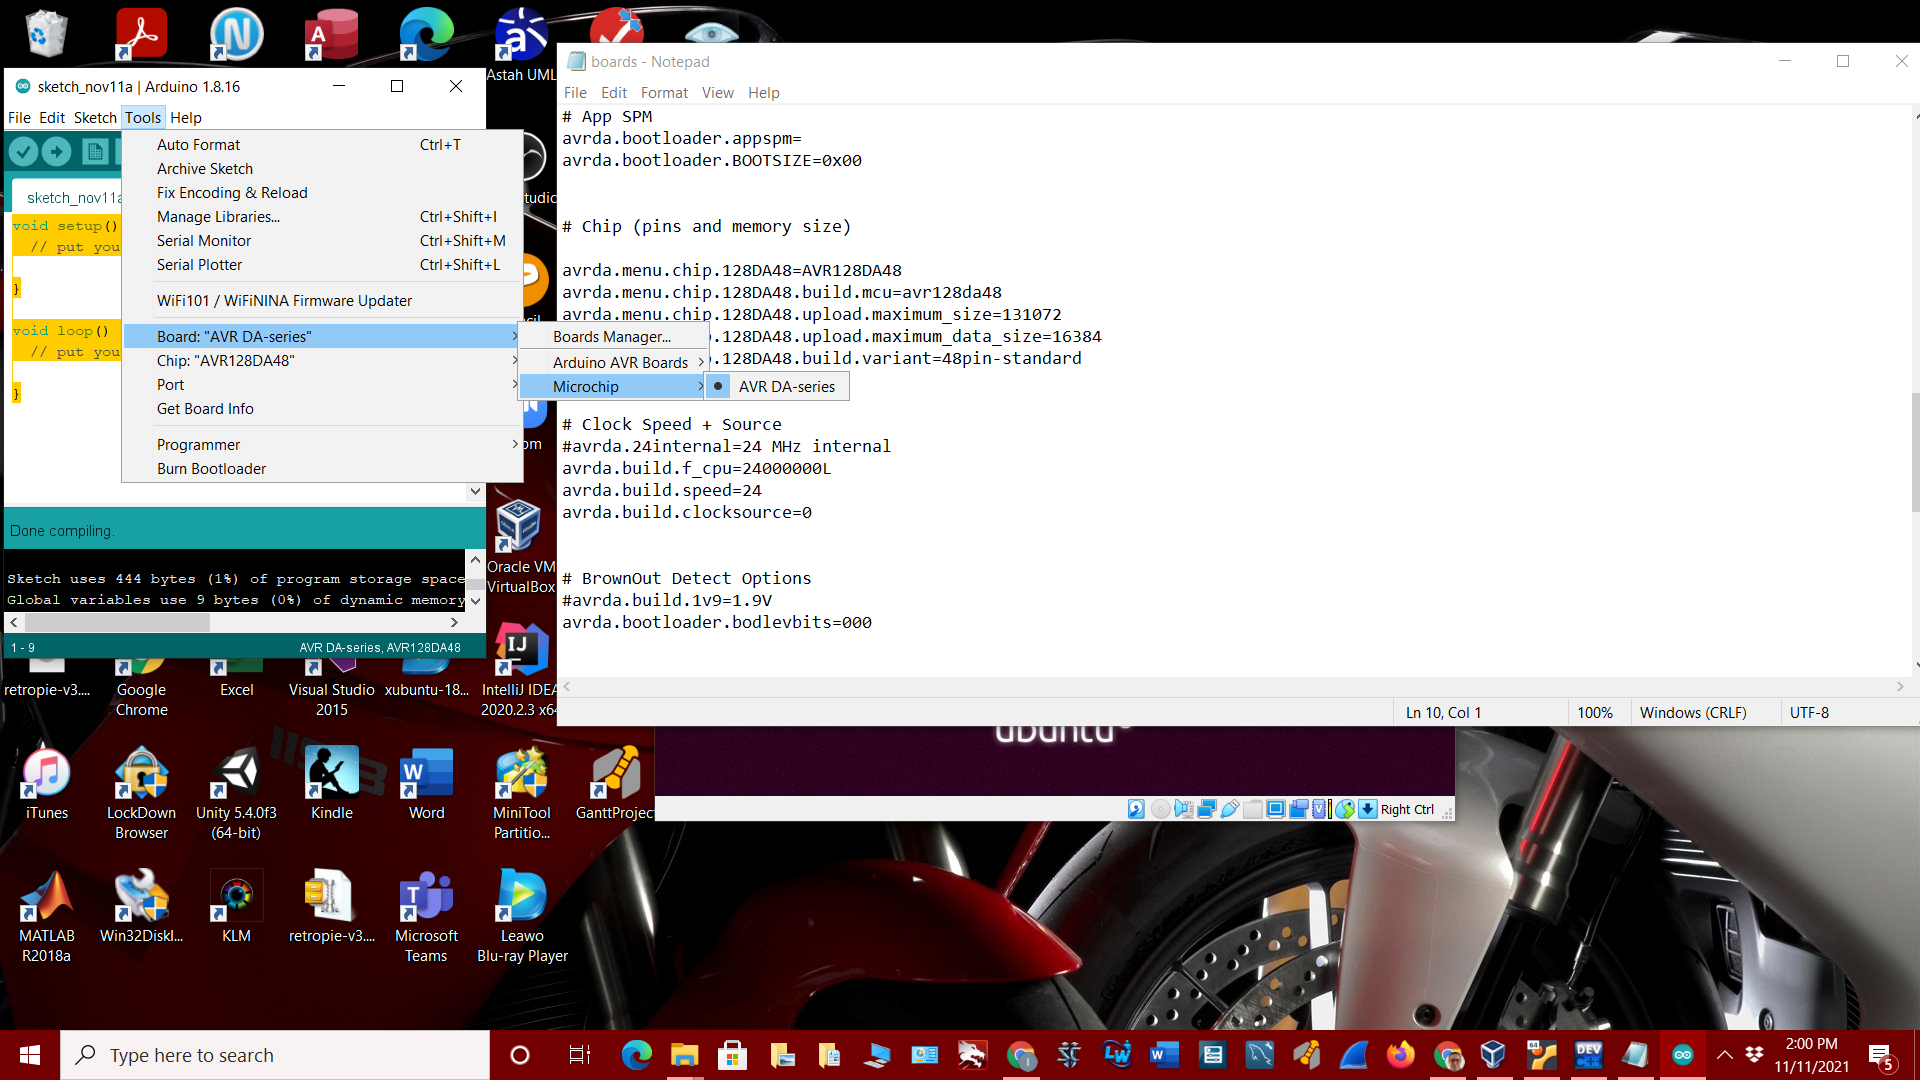 Astah UML
sketch_nov11a | Arduino 1.8.16
File Edit Sketch Tools Help
sketch_nov11a
void setup()
// put you
}
void loop()
// put you
}
Auto Format Ctrl+T
Archive Sketch
Fix Encoding & Reload
Manage Libraries... Ctrl+Shift+I
Serial Monitor Ctrl+Shift+M
Serial Plotter Ctrl+Shift+L
WiFi101 / WiFiNINA Firmware Updater
Board: "AVR DA-series"
Chip: "AVR128DA48"
Port
Get Board Info
Programmer
Burn Bootloader
Boards Manager...
Arduino AVR Boards
Microchip
AVR DA-series
Done compiling.
Sketch uses 444 bytes (1%) of program storage space
Global variables use 9 bytes (0%) of dynamic memory
1 - 9
AVR DA-series, AVR128DA48
boards - Notepad
File Edit Format View Help
# App SPM
avrda.bootloader.appspm=
avrda.bootloader.BOOTSIZE=0x00
# Chip (pins and memory size)
avrda.menu.chip.128DA48=AVR128DA48
avrda.menu.chip.128DA48.build.mcu=avr128da48
avrda.menu.chip.128DA48.upload.maximum_size=131072
.128DA48.upload.maximum_data_size=16384
.128DA48.build.variant=48pin-standard
# Clock Speed + Source
#avrda.24internal=24 MHz internal
avrda.build.f_cpu=24000000L
avrda.build.speed=24
avrda.build.clocksource=0
# BrownOut Detect Options
#avrda.build.1v9=1.9V
avrda.bootloader.bodlevbits=000
Ln 10, Col 1
100%
Windows (CRLF)
UTF-8
tudio
om
Oracle VM
VirtualBox
retropie-v3....
Google
Chrome
Excel
Visual Studio
2015
xubuntu-18...
IntelliJ IDEA
2020.2.3 x64
ubuntu
Right Ctrl
iTunes
LockDown
Browser
Unity 5.4.0f3
(64-bit)
Kindle
Word
MiniTool
Partitio...
GanttProject
MATLAB
R2018a
Win32DiskI...
KLM
retropie-v3....
Microsoft
Teams
Leawo
Blu-ray Player
Type here to search
64
DEV
2:00 PM
11/11/2021
5